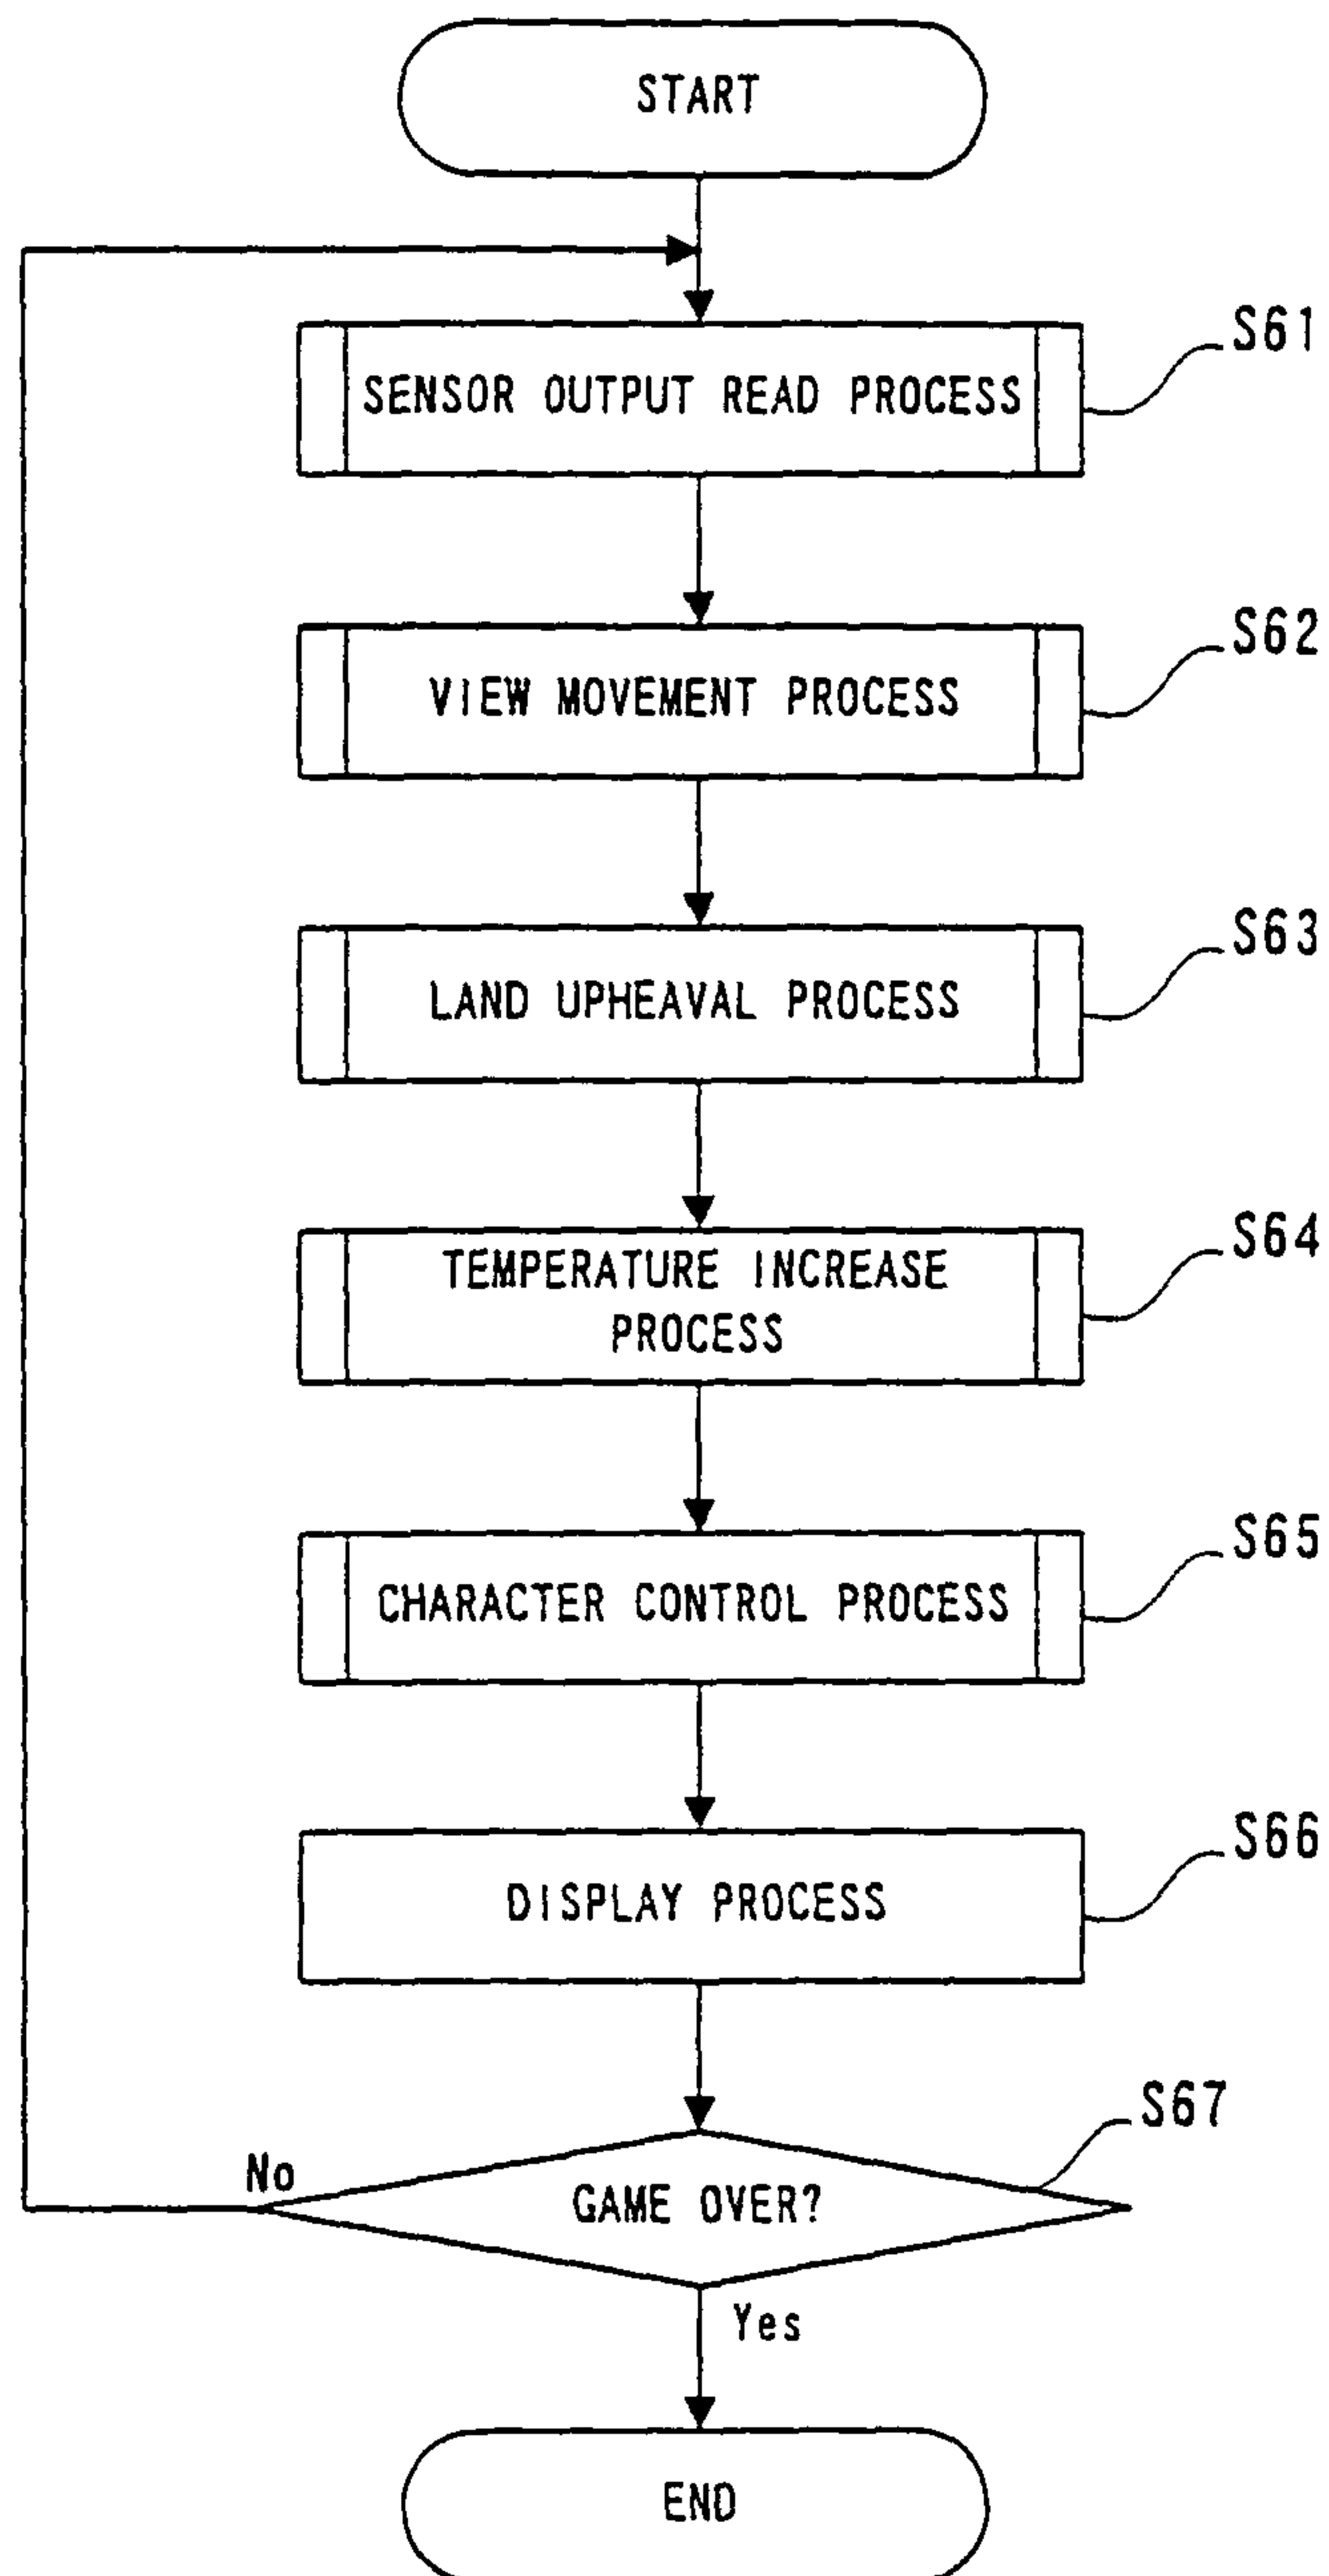 START
SENSOR OUTPUT READ PROCESS
S61
VIEW MOVEMENT PROCESS
S62
LAND UPHEAVAL PROCESS
S63
TEMPERATURE INCREASE
PROCESS
S64
CHARACTER CONTROL PROCESS
S65
DISPLAY PROCESS
S66
S67
No
GAME OVER?
Yes
END